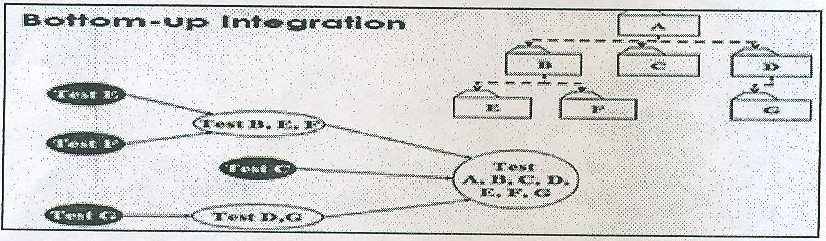 Bottom-up Integration
A
B
C
D
E
F
G
Test E
Test B, E, F
Test F
Test C
Test
A, B, C, D,
E, F, G
Test G
Test D,G